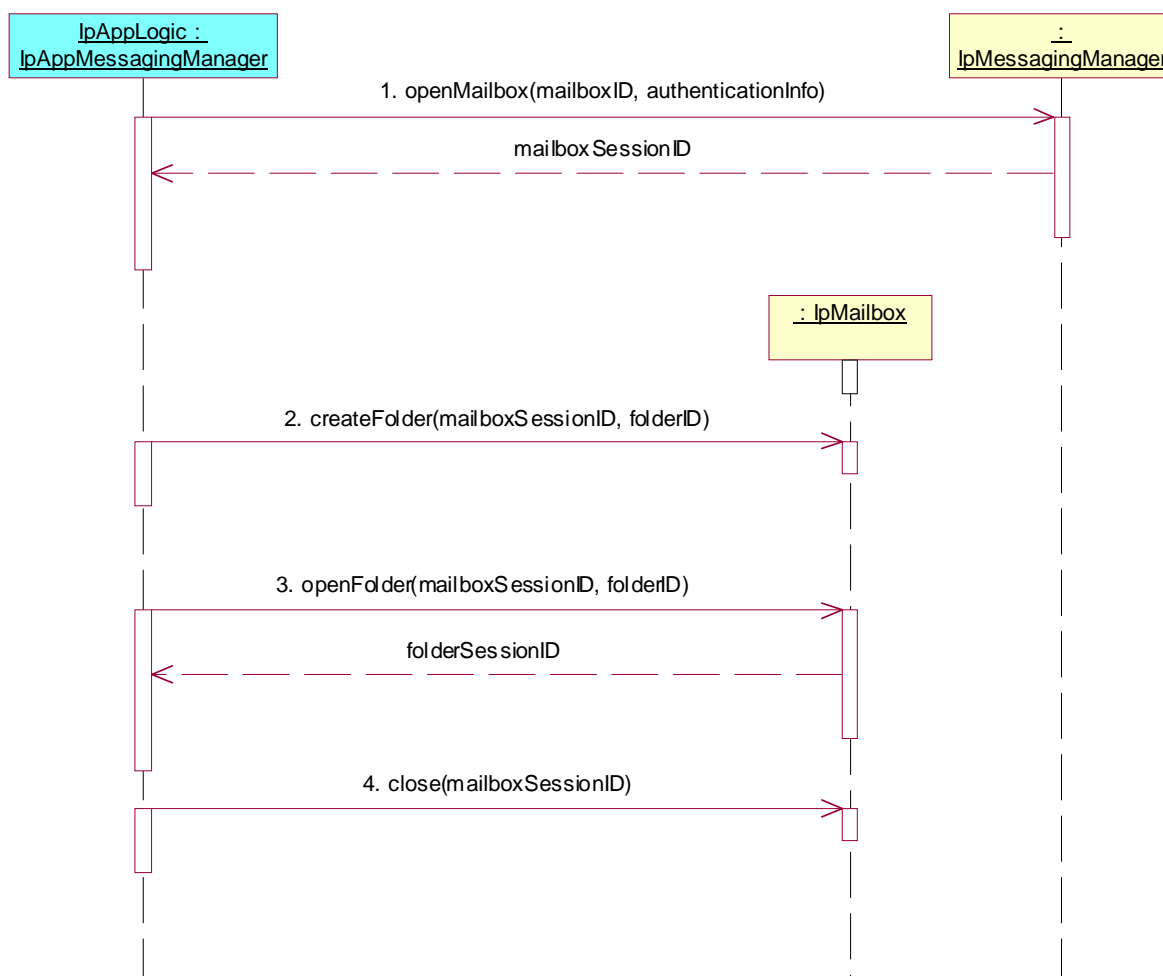 IpAppLogic :
IpAppMessagingManager
:
IpMessagingManager
1. openMailbox(mailboxID, authenticationInfo)
mailboxSessionID
: IpMailbox
2. createFolder(mailboxSessionID, folderID)
3. openFolder(mailboxSessionID, folderID)
folderSessionID
4. close(mailboxSessionID)